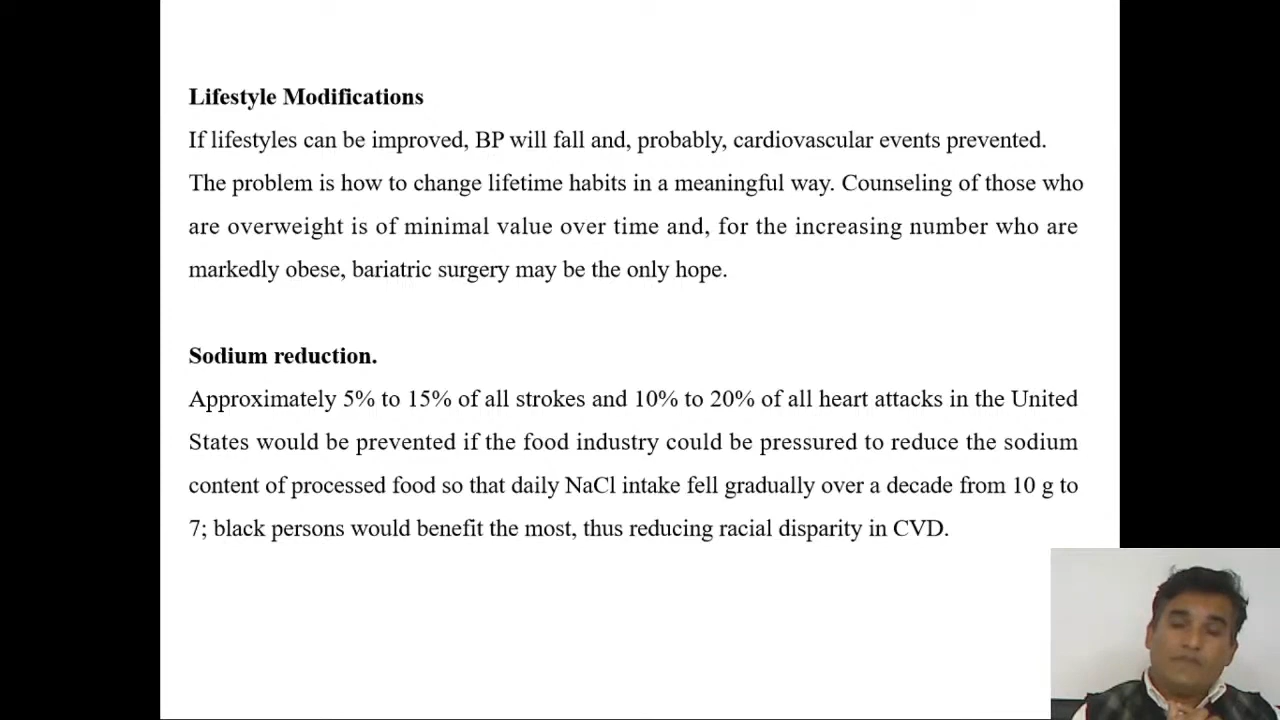 Lifestyle Modifications
If lifestyles can be improved, BP will fall and, probably, cardiovascular events prevented.
The problem is how to change lifetime habits in a meaningful way. Counseling of those who
are overweight is of minimal value over time and, for the increasing number who are
markedly obese, bariatric surgery may be the only hope.
Sodium reduction.
Approximately 5% to 15% of all strokes and 10% to 20% of all heart attacks in the United
States would be prevented if the food industry could be pressured to reduce the sodium
content of processed food so that daily NaCl intake fell gradually over a decade from 10 g to
7; black persons would benefit the most, thus reducing racial disparity in CVD.